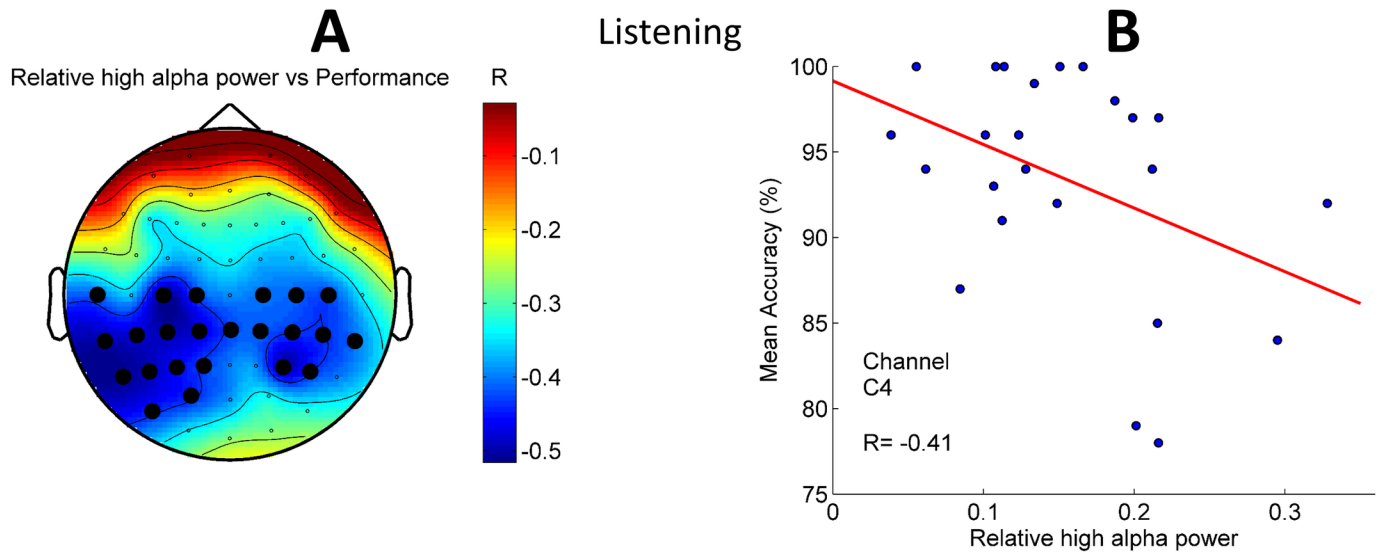 A
Listening
B
Relative high alpha power vs Performance
R
-0.1
-0.2
-0.3
-0.4
-0.5
Mean Accuracy (%)
100
95
90
85
80
75
Channel
C4
R= -0.41
0
0.1
0.2
0.3
Relative high alpha power